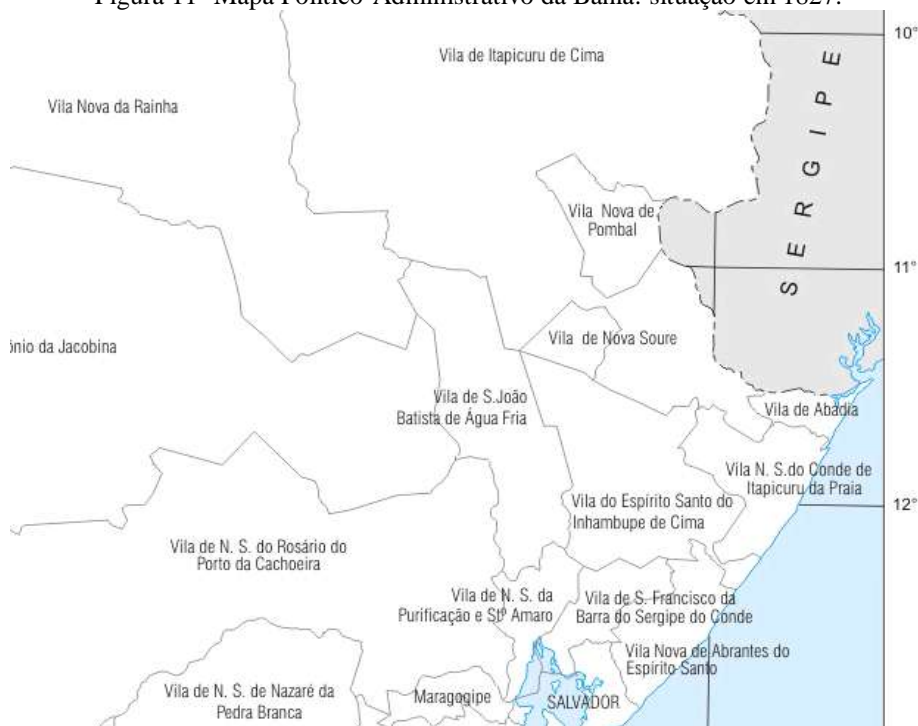 Figura 11- Mapa Político-Administrativo da Bahia: situação em 1827.
10°
Vila de Itapicuru de Cima
Vila Nova da Rainha
SERGIPE
Vila Nova de
Pombal
11°
Vila de Nova Soure
ônio da Jacobina
Vila de S.João
Batista de Água Fria
Vila de Abadia
Vila N. S.do Conde de
Itapicuru da Praia
12°
Vila do Espírito Santo do
Inhambupe de Cima
Vila de N. S. do Rosário do
Porto da Cachoeira
Vila de N. S. da
Purificação e Stº Amaro
Vila de S. Francisco da
Barra do Sergipe do Conde
Vila Nova de Abrantes do
Espírito Santo
Vila de N. S. de Nazaré da
Pedra Branca
Maragogipe
SALVADOR